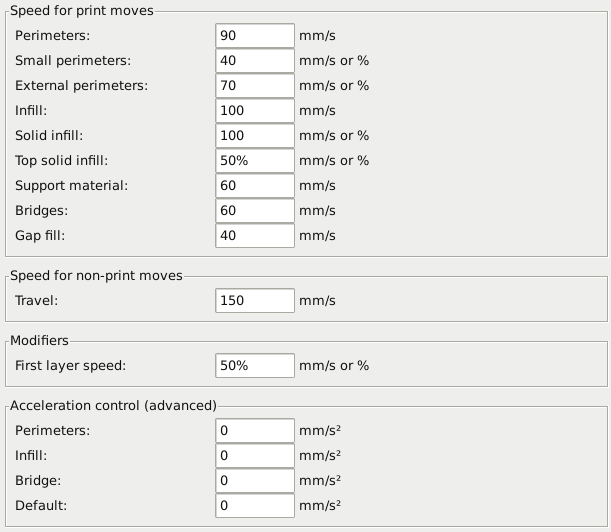 Speed for print moves
Perimeters: 90 mm/s
Small perimeters: 40 mm/s or %
External perimeters: 70 mm/s or %
Infill: 100 mm/s
Solid infill: 100 mm/s or %
Top solid infill: 50% mm/s or %
Support material: 60 mm/s
Bridges: 60 mm/s
Gap fill: 40 mm/s
Speed for non-print moves
Travel: 150 mm/s
Modifiers
First layer speed: 50% mm/s or %
Acceleration control (advanced)
Perimeters: 0 mm/s²
Infill: 0 mm/s²
Bridge: 0 mm/s²
Default: 0 mm/s²